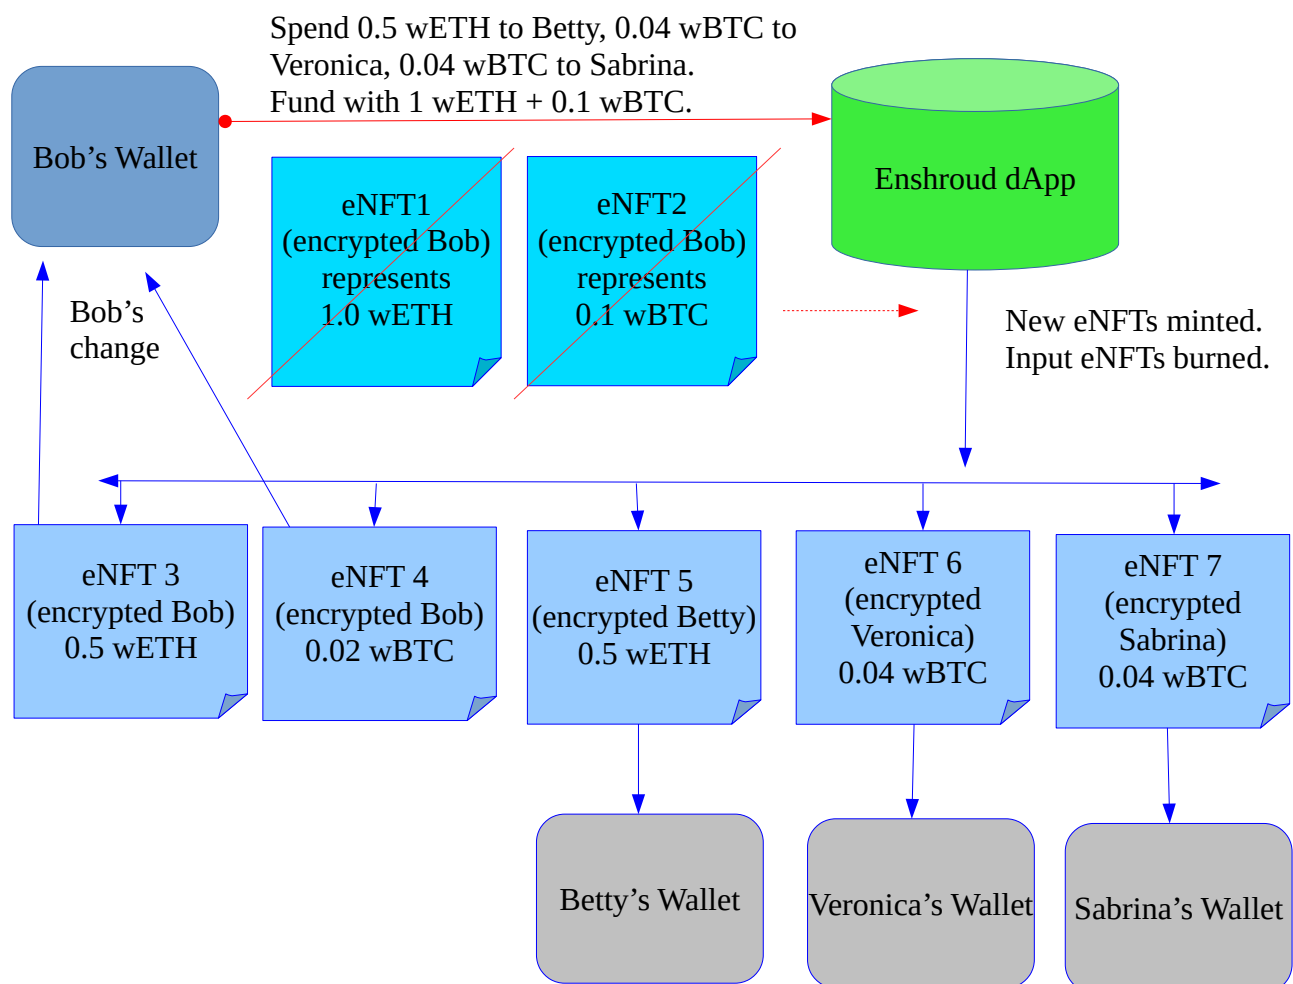 Spend 0.5 wETH to Betty, 0.04 wBTC to
Veronica, 0.04 wBTC to Sabrina.
Fund with 1 wETH + 0.1 wBTC.
Bob’s Wallet
eNFT1
(encrypted Bob)
represents
1.0 wETH
eNFT2
(encrypted Bob)
represents
0.1 wBTC
Enshroud dApp
Bob’s
change
New eNFTs minted.
Input eNFTs burned.
eNFT 3
(encrypted Bob)
0.5 wETH
eNFT 4
(encrypted Bob)
0.02 wBTC
eNFT 5
(encrypted Betty)
0.5 wETH
eNFT 6
(encrypted
Veronica)
0.04 wBTC
eNFT 7
(encrypted
Sabrina)
0.04 wBTC
Betty’s Wallet
Veronica’s Wallet
Sabrina’s Wallet